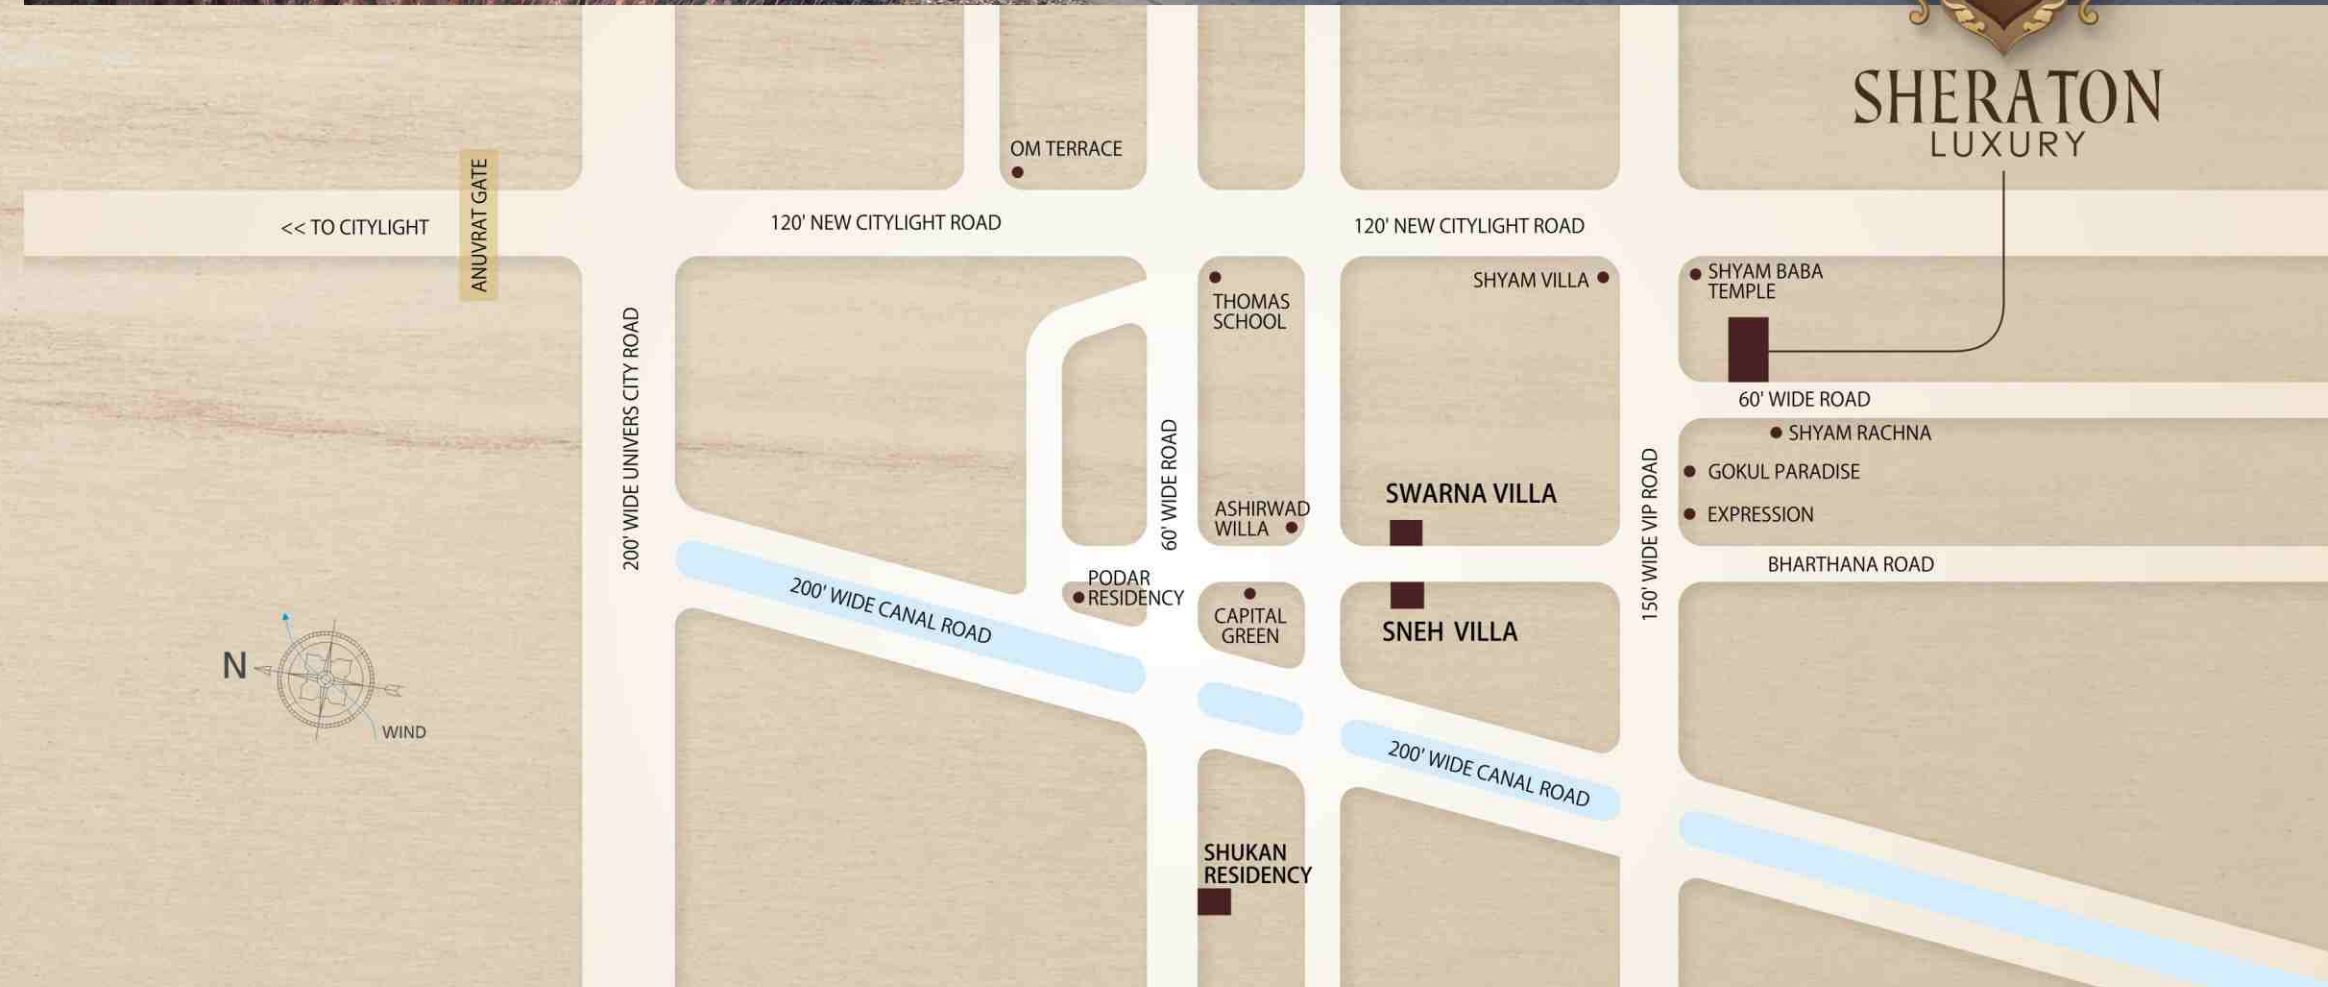 SHERATON
LUXURY
OM TERRACE
ANUVRAT GATE
<< TO CITYLIGHT
120' NEW CITYLIGHT ROAD
120' NEW CITYLIGHT ROAD
SHYAM VILLA
SHYAM BABA
TEMPLE
THOMAS
SCHOOL
200' WIDE UNIVERS CITY ROAD
60' WIDE ROAD
60' WIDE ROAD
SHYAM RACHNA
GOKUL PARADISE
EXPRESSION
150' WIDE VIP ROAD
SWARNA VILLA
ASHIRWAD
WILLA
BHARTHANA ROAD
PODAR
RESIDENCY
200' WIDE CANAL ROAD
CAPITAL
GREEN
SNEH VILLA
N
WIND
200' WIDE CANAL ROAD
SHUKAN
RESIDENCY